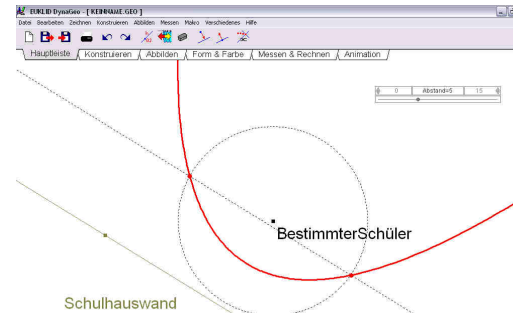 EUKLID DynaGeo - [ KEINNAME.GEO ]
Datei Bearbeiten Zeichnen Konstruieren Abbilden Messen Makro Verschiedenes Hilfe
Hauptleiste Konstruieren Abbilden Form & Farbe Messen & Rechnen Animation
0 Abstand=5 15
BestimmterSchüler
Schulhauswand